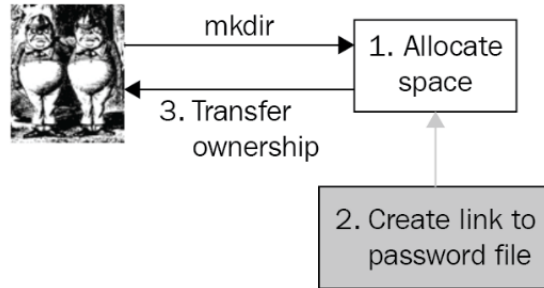 mkdir
1. Allocate
space
3. Transfer
ownership
2. Create link to
password file